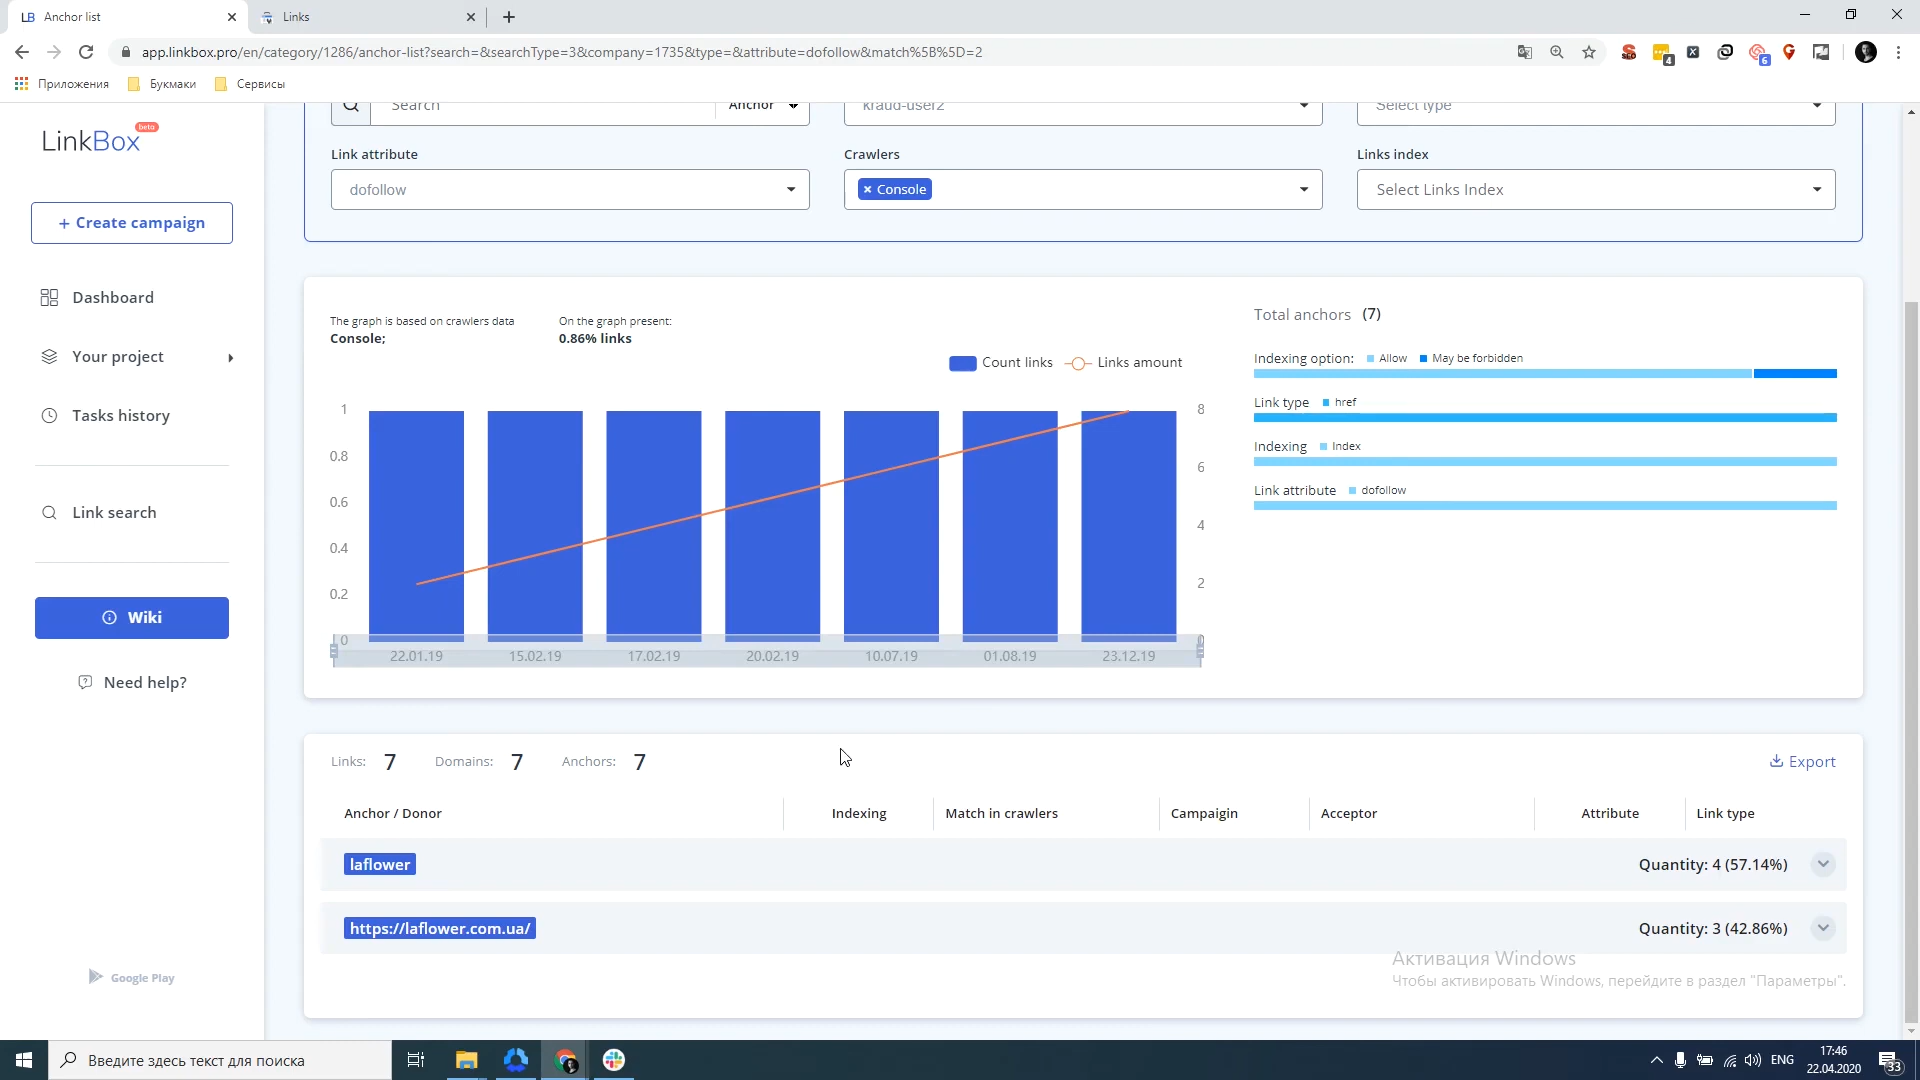 LB Anchor list
Links
app.linkbox.pro/en/category/1286/anchor-list?search=&searchType=3&company=1735&type=&attribute=dofollow&match%5B%5D=2
4
6
Приложения
Букмаки
Сервисы
LinkBox
beta
+ Create campaign
Dashboard
Your project
Tasks history
Link search
Wiki
Need help?
Google Play
Search
Anchor
kraud-user2
Select type
Link attribute
Crawlers
Links index
dofollow
× Console
Select Links Index
The graph is based on crawlers data
Console;
On the graph present:
0.86% links
Count links
Links amount
1
0.8
0.6
0.4
0.2
0
8
6
4
2
0
22.01.19
15.02.19
17.02.19
20.02.19
10.07.19
01.08.19
23.12.19
Total anchors (7)
Indexing option: Allow May be forbidden
Link type href
Indexing Index
Link attribute dofollow
Links: 7
Domains: 7
Anchors: 7
Export
Anchor / Donor
Indexing
Match in crawlers
Campaigin
Acceptor
Attribute
Link type
laflower
Quantity: 4 (57.14%)
https://laflower.com.ua/
Quantity: 3 (42.86%)
Активация Windows
Чтобы активировать Windows, перейдите в раздел "Параметры".
Введите здесь текст для поиска
ENG
17:46
22.04.2020
33